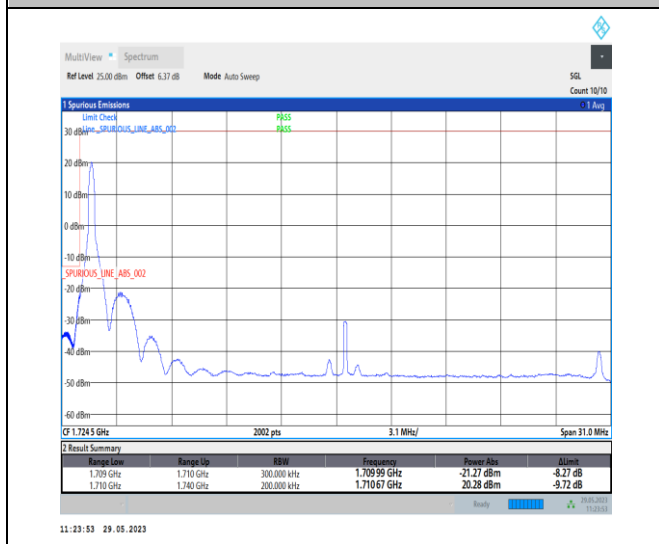 MultiView Spectrum
Ref Level 25.00 dBm Offset 6.37 dB Mode Auto Sweep SGL
Count 10/10
1 Spurious Emissions 1 Avg
Limit Check PASS
30 dBm Line _SPURIOUS_LINE_ABS_002 PASS
20 dBm
10 dBm
0 dBm
-10 dBm
_SPURIOUS_LINE_ABS_002
-20 dBm
-30 dBm
-40 dBm
-50 dBm
-60 dBm
CF 1.724 5 GHz 2002 pts 3.1 MHz/ Span 31.0 MHz
2 Result Summary
Range Low Range Up RBW Frequency Power Abs ΔLimit
1.709 GHz 1.710 GHz 300.000 kHz 1.709 99 GHz -21.27 dBm -8.27 dB
1.710 GHz 1.740 GHz 200.000 kHz 1.710 67 GHz 20.28 dBm -9.72 dB
Ready 29.05.2023
11:23:53
11:23:53 29.05.2023